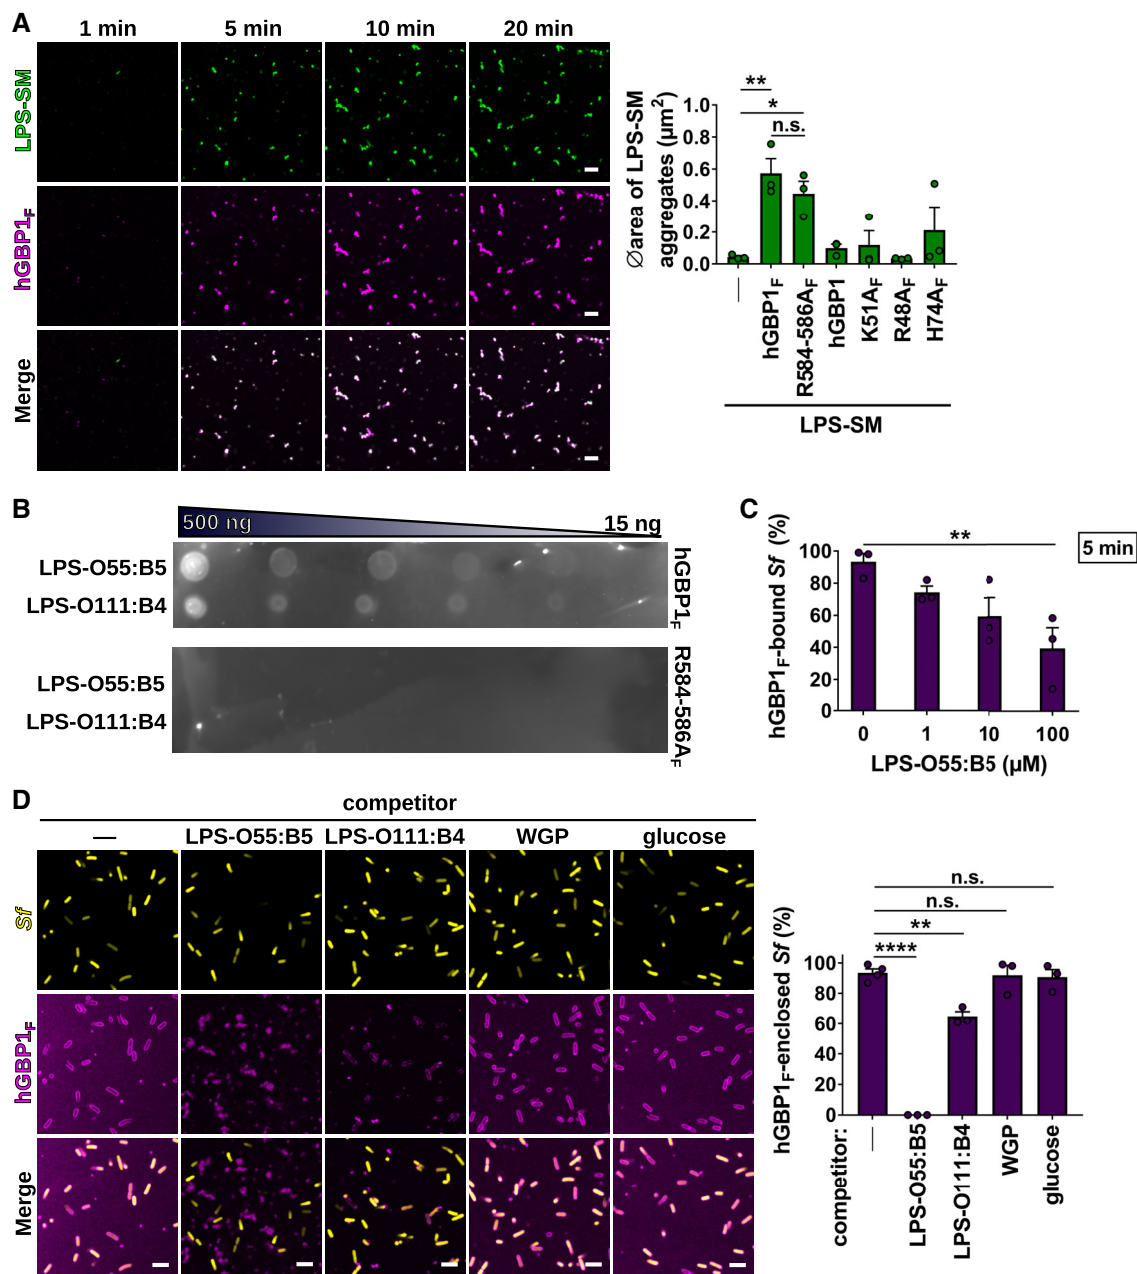 A
1 min 5 min 10 min 20 min
LPS-SM
hGBP1F
Merge
Øarea of LPS-SM
aggregates (µm2)
** 
* 
n.s.
1.0
0.8
0.6
0.4
0.2
0.0
— hGBP1F R584-586AF hGBP1 K51AF R48AF H74AF
LPS-SM
B
500 ng 15 ng
LPS-O55:B5
LPS-O111:B4
hGBP1F
LPS-O55:B5
LPS-O111:B4
R584-586AF
C
hGBP1F-bound Sf (%)
**
5 min
100
80
60
40
20
0
0 1 10 100
LPS-O55:B5 (µM)
D
competitor
— LPS-O55:B5 LPS-O111:B4 WGP glucose
Sf
hGBP1F
Merge
hGBP1F-enclosed Sf (%)
n.s.
n.s.
**
****
100
80
60
40
20
0
competitor: — LPS-O55:B5 LPS-O111:B4 WGP glucose